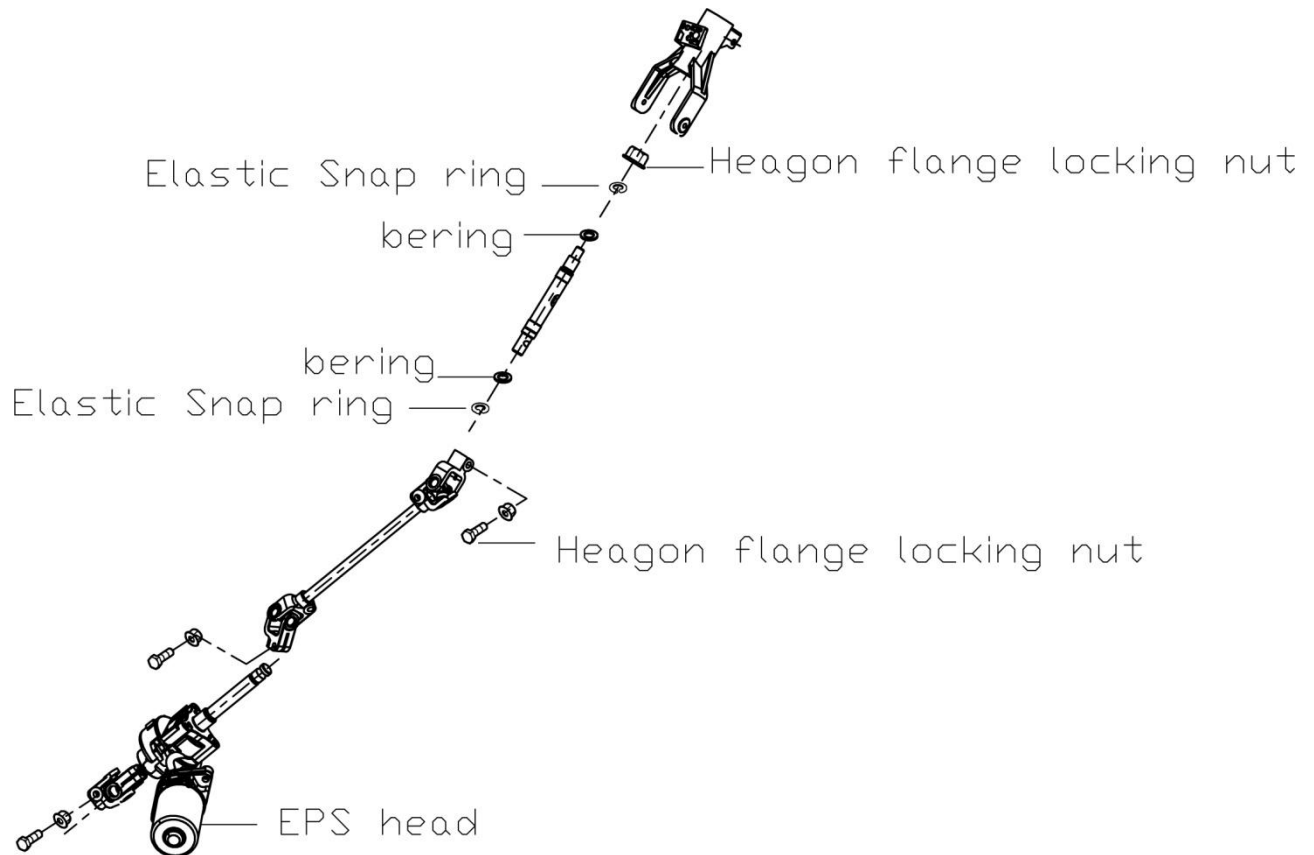 Elastic Snap ring
Heagon flange locking nut
bering
bering
Elastic Snap ring
Heagon flange locking nut
EPS head